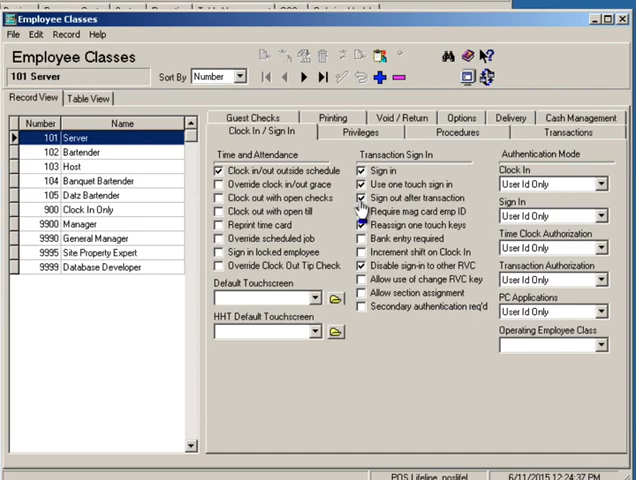 Employee Classes
File Edit Record Help
Employee Classes
101 Server
Sort By Number
Record View Table View
Number Name
101 Server
102 Bartender
103 Host
104 Banquet Bartender
105 Datz Bartender
900 Clock In Only
9900 Manager
9990 General Manager
9995 Site Property Expert
9999 Database Developer
Guest Checks Printing Void / Return Options Delivery Cash Management
Clock In / Sign In Privileges Procedures Transactions
Time and Attendance
Clock in/out outside schedule
Override clock in/out grace
Clock out with open checks
Clock out with open till
Reprint time card
Override scheduled job
Sign in locked employee
Override Clock Out Tip Check
Default Touchscreen
HHT Default Touchscreen
Transaction Sign In
Sign in
Use one touch sign in
Sign out after transaction
Require mag card emp ID
Reassign one touch keys
Bank entry required
Increment shift on Clock In
Disable sign-in to other RVC
Allow use of change RVC key
Allow section assignment
Secondary authentication req'd
Authentication Mode
Clock In
User Id Only
Sign In
User Id Only
Time Clock Authorization
User Id Only
Transaction Authorization
User Id Only
PC Applications
User Id Only
Operating Employee Class
POS Lifeline, poslifel
6/11/2015 12:24:37 PM